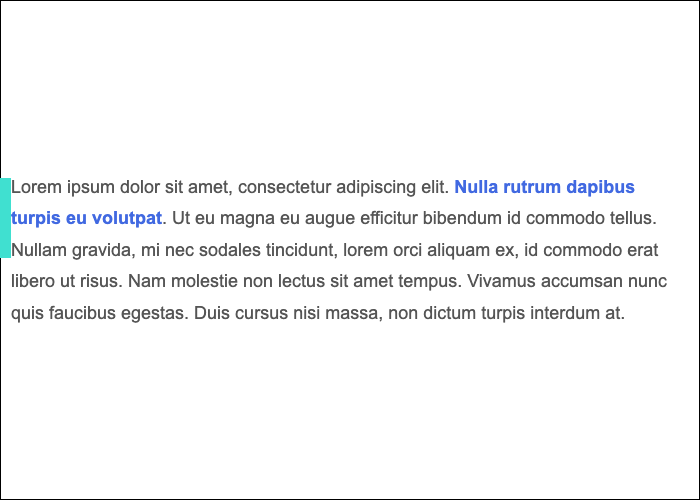 Lorem ipsum dolor sit amet, consectetur adipiscing elit. Nulla rutrum dapibus
turpis eu volutpat. Ut eu magna eu augue efficitur bibendum id commodo tellus.
Nullam gravida, mi nec sodales tincidunt, lorem orci aliquam ex, id commodo erat
libero ut risus. Nam molestie non lectus sit amet tempus. Vivamus accumsan nunc
quis faucibus egestas. Duis cursus nisi massa, non dictum turpis interdum at.